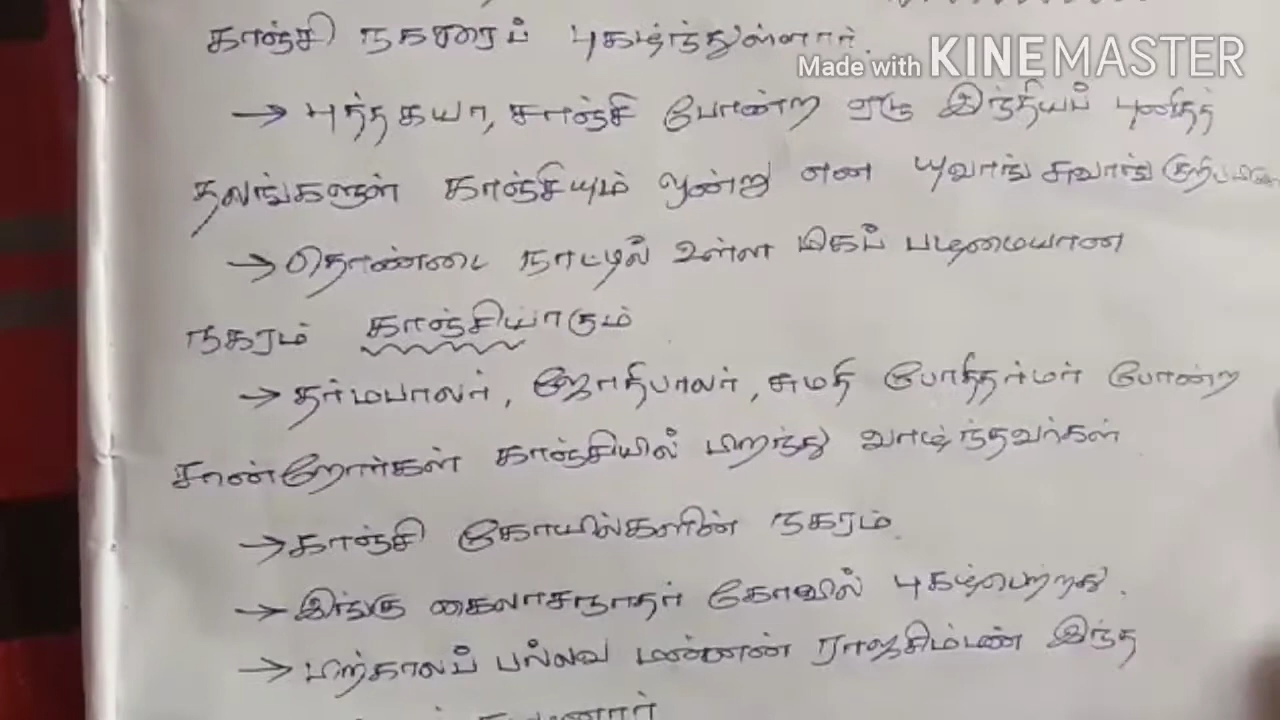 காஞ்சி நகரைப் புகழ்ந்துள்ளார்.
Made with KINEMASTER
→ புத்தகயா, சாஞ்சி போன்ற ஏழு இந்தியப் புனிதத்
தலங்களுள் காஞ்சியும் ஒன்று என யுவாங் சுவாங்
→ தொண்டை நாட்டில் உள்ள மிகப் படிமையான
நகரம் காஞ்சியாகும்
→ தர்மபாலர், ஜோதிபாலர், சுமதி போதிதர்மர் போன்ற
சான்றோர்கள் காஞ்சியில் பிறந்து வாழ்ந்தவர்கள்
→ காஞ்சி கோயில்களின் நகரம்
→ இங்கு கைலாசநாதர் கோவில் புகழ்பெற்றது.
→ பிற்காலப் பல்லவ மன்னன் ராஜசிம்மன் இந்த